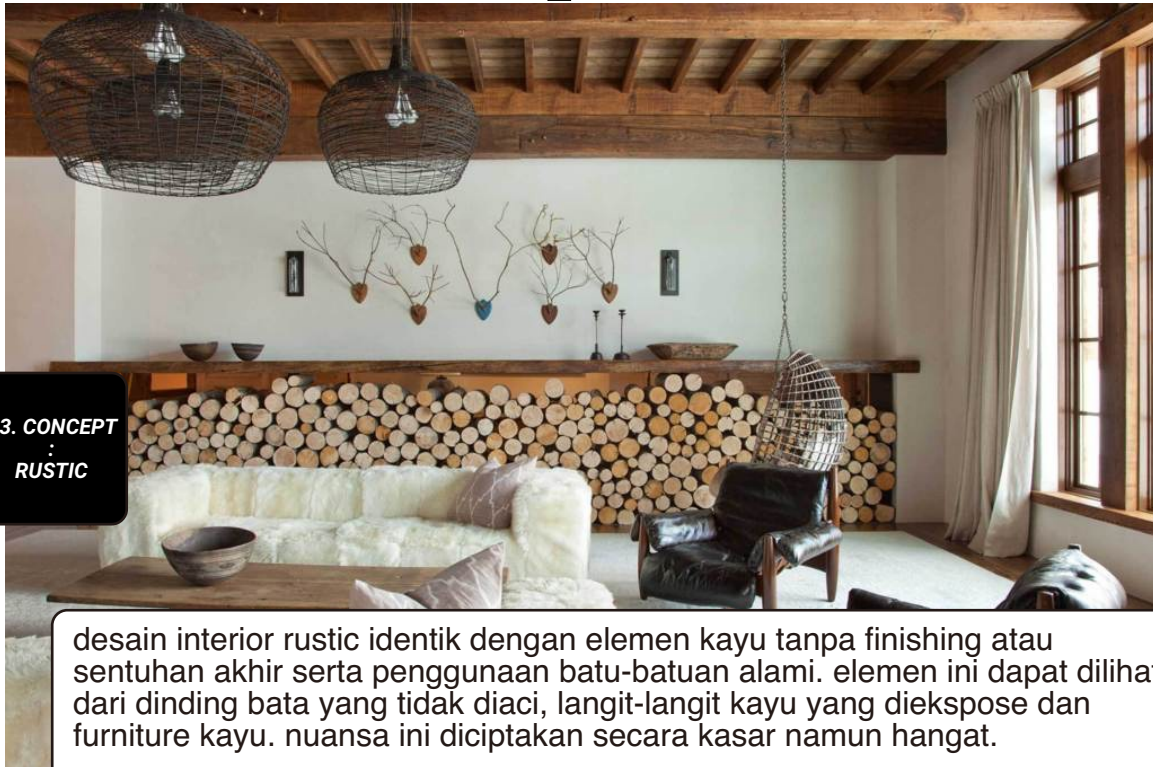 3. CONCEPT
:
RUSTIC
desain interior rustic identik dengan elemen kayu tanpa finishing atau
sentuhan akhir serta penggunaan batu-batuan alami. elemen ini dapat dilihat
dari dinding bata yang tidak diaci, langit-langit kayu yang diekspose dan
furniture kayu. nuansa ini diciptakan secara kasar namun hangat.